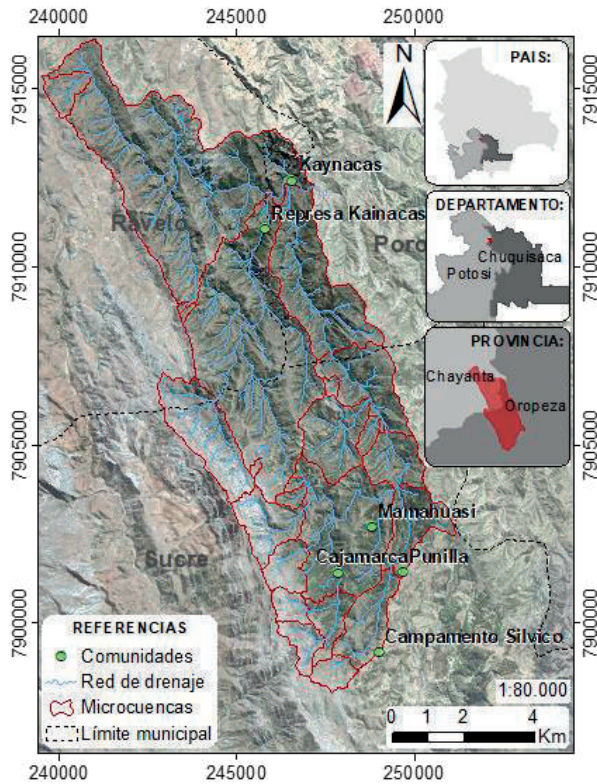 240000 245000 250000
7915000
7910000
7905000
7900000
N
Kaynacas
Represa Kainacas
Ravelo
Poro
Mamahuasi
CajamarcaPunilla
Sucre
Campamento Silvico
PAIS:
DEPARTAMENTO:
Chuquisaca
Potosi
PROVINCIA:
Chayanta
Oropeza
REFERENCIAS
Comunidades
Red de drenaje
Microcuencas
Límite municipal
1:80.000
0 1 2 4
Km
7915000
7910000
7905000
7900000
240000 245000 250000